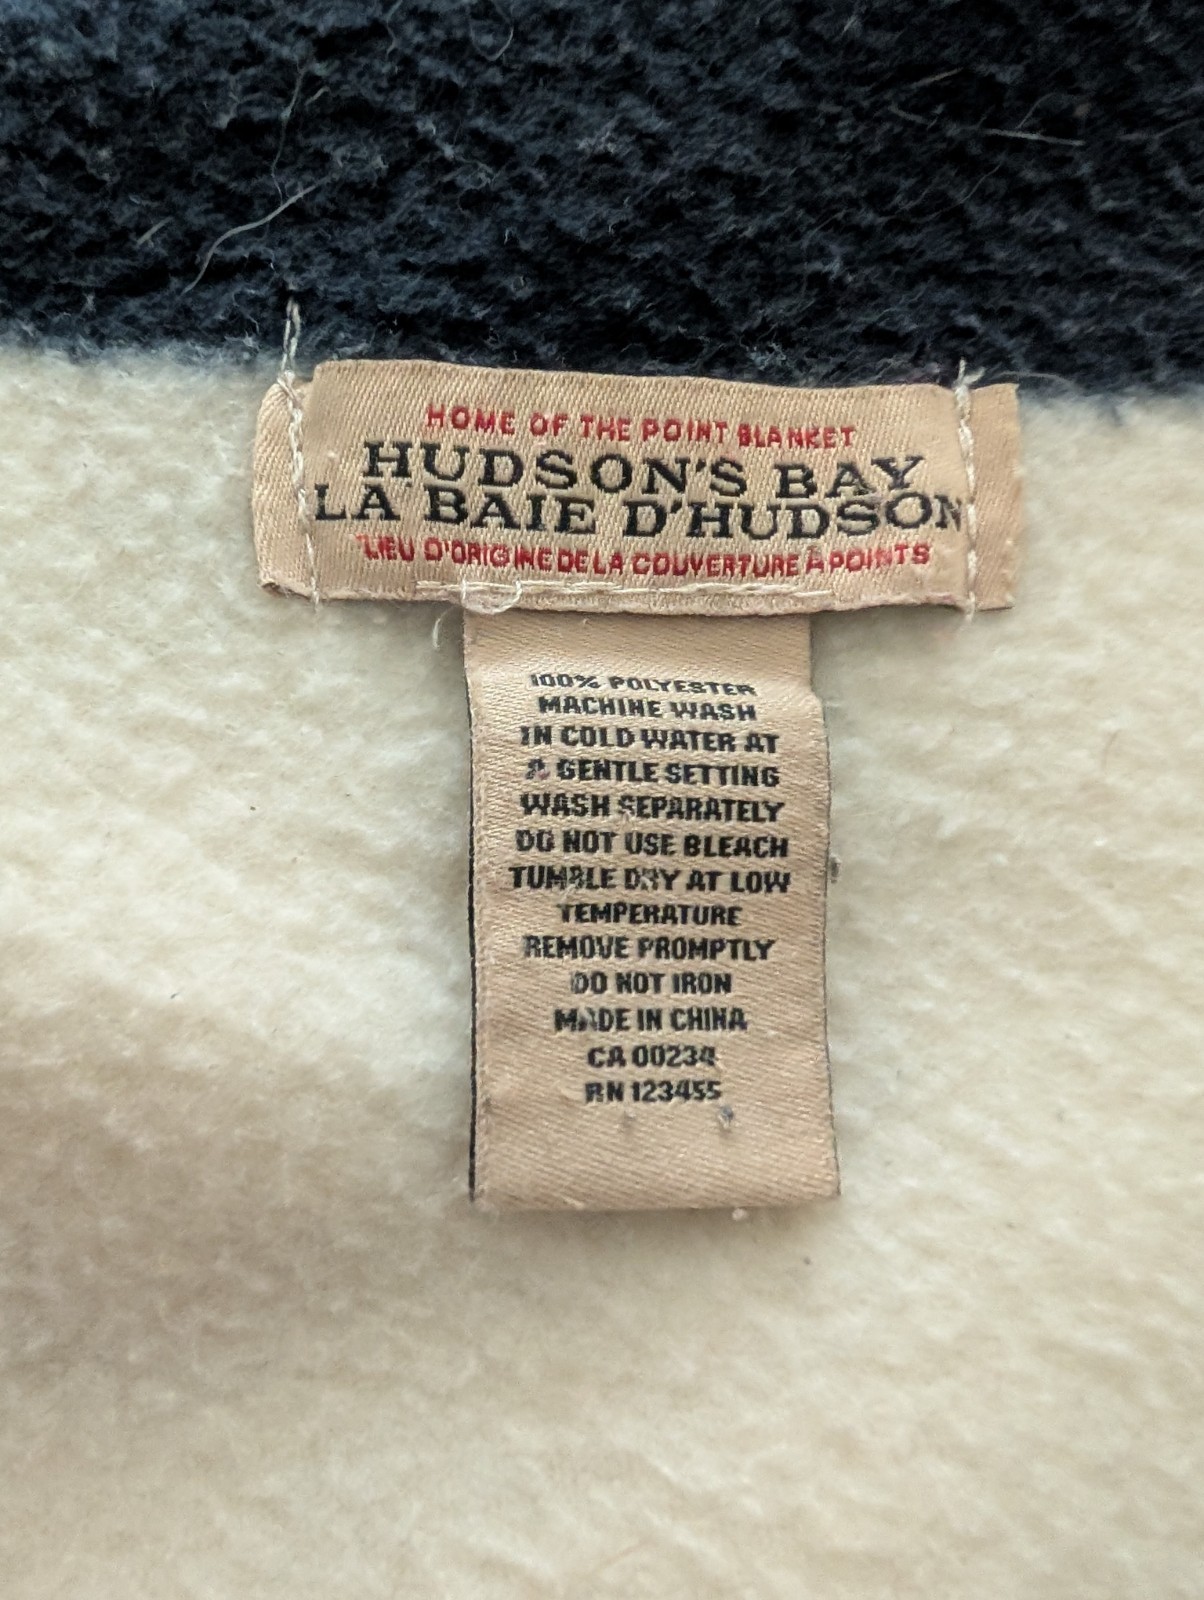 HOME OF THE POINT BLANKET
HUDSON'S BAY
LA BAIE D'HUDSON
LIEU D'ORIGINE DE LA COUVERTURE À POINTS
100% POLYESTER
MACHINE WASH
IN COLD WATER AT
A GENTLE SETTING
WASH SEPARATELY
DO NOT USE BLEACH
TUMBLE DRY AT LOW
TEMPERATURE
REMOVE PROMPTLY
DO NOT IRON
MADE IN CHINA
CA 00234
RN 123455